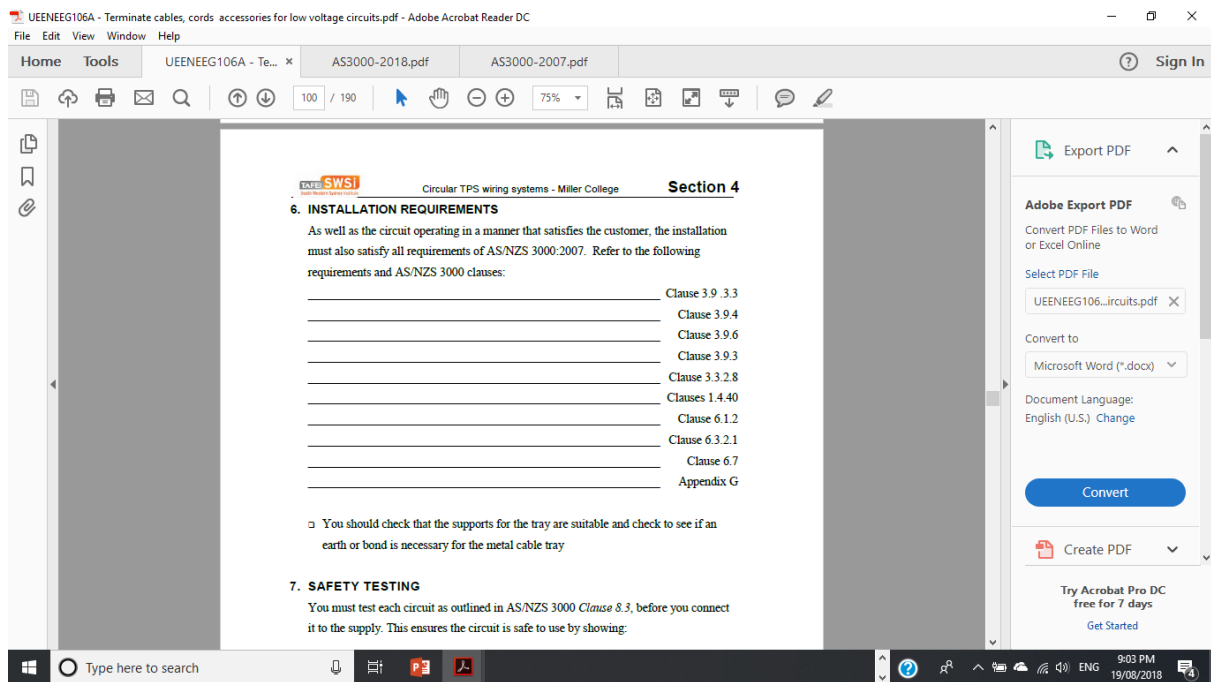 UEENEEG106A - Terminate cables, cords  accessories for low voltage circuits.pdf - Adobe Acrobat Reader DC
File  Edit  View  Window  Help
Home  Tools  UEENEEG106A - Te...  AS3000-2018.pdf  AS3000-2007.pdf  Sign In
100 / 190  75%
Export PDF
Adobe Export PDF
Convert PDF Files to Word
or Excel Online
Select PDF File
UEENEEG106...ircuits.pdf
Convert to
Microsoft Word (*.docx)
Document Language:
English (U.S.) Change
Convert
Create PDF
Try Acrobat Pro DC
free for 7 days
Get Started
TAFE SWSi
Circular TPS wiring systems - Miller College  Section 4
6. INSTALLATION REQUIREMENTS
As well as the circuit operating in a manner that satisfies the customer, the installation
must also satisfy all requirements of AS/NZS 3000:2007.  Refer to the following
requirements and AS/NZS 3000 clauses:
Clause 3.9 .3.3
Clause 3.9.4
Clause 3.9.6
Clause 3.9.3
Clause 3.3.2.8
Clauses 1.4.40
Clause 6.1.2
Clause 6.3.2.1
Clause 6.7
Appendix G
You should check that the supports for the tray are suitable and check to see if an
earth or bond is necessary for the metal cable tray
7. SAFETY TESTING
You must test each circuit as outlined in AS/NZS 3000 Clause 8.3, before you connect
it to the supply. This ensures the circuit is safe to use by showing:
Type here to search
ENG
9:03 PM
19/08/2018
4